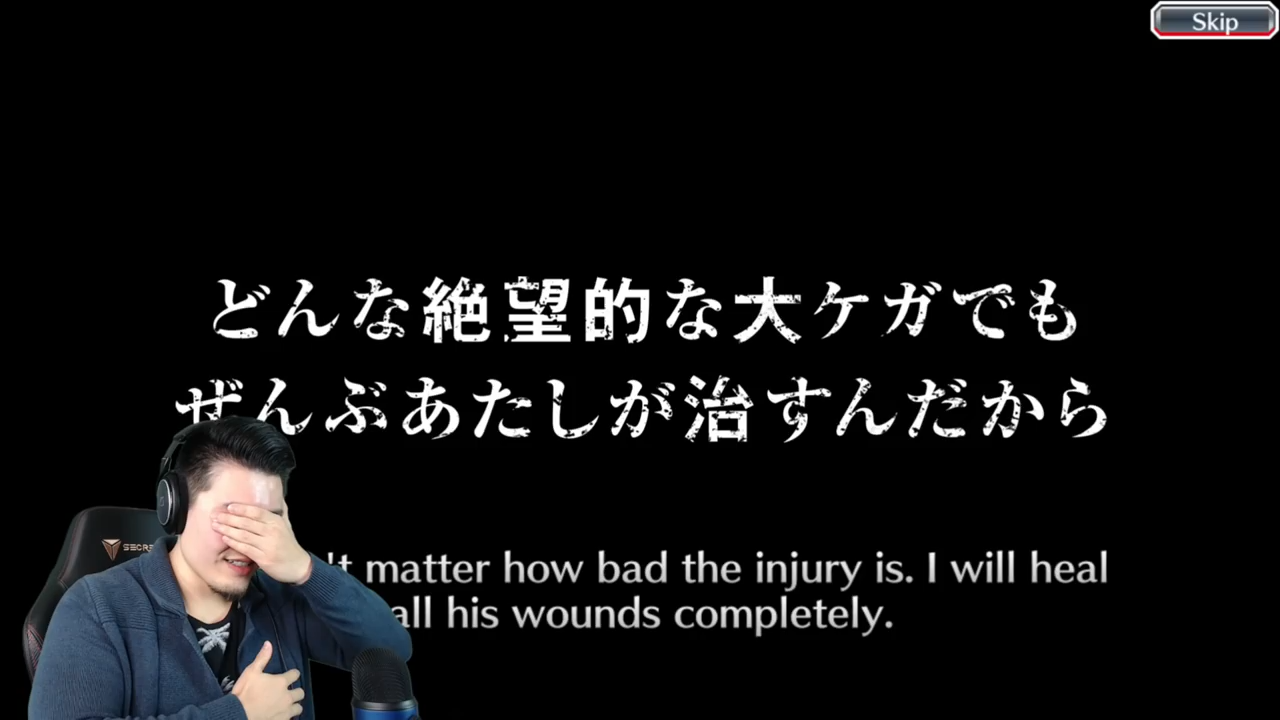 Skip
どんな絶望的な大ケガでも
ぜんぶあたしが治すんだから
matter how bad the injury is. I will heal
all his wounds completely.